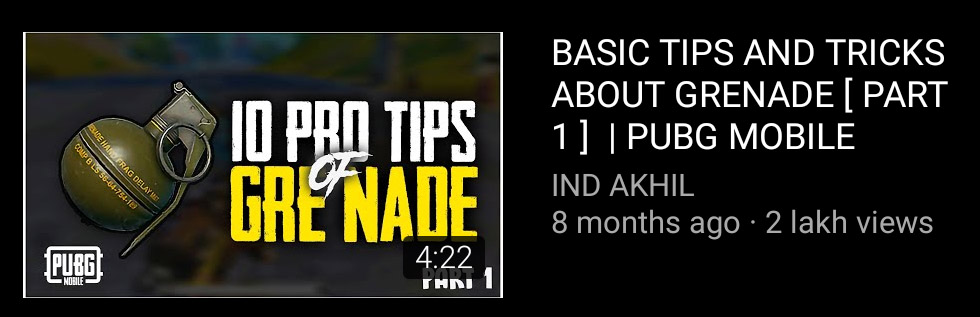 10 PRO TIPS
OF
GRENADE
4:22
PART 1
PUBG
MOBILE
BASIC TIPS AND TRICKS
ABOUT GRENADE [ PART
1 ] | PUBG MOBILE
IND AKHIL
8 months ago · 2 lakh views